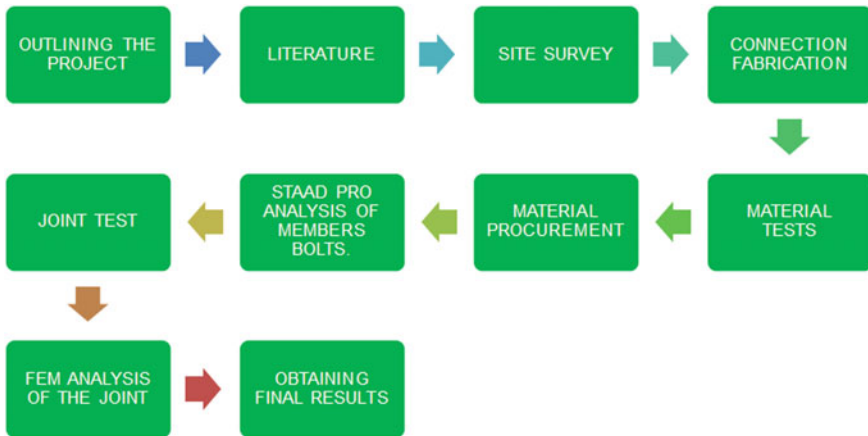 OUTLINING THE
PROJECT
LITERATURE
SITE SURVEY
CONNECTION
FABRICATION
MATERIAL
TESTS
MATERIAL
PROCUREMENT
STAAD PRO
ANALYSIS OF
MEMBERS
BOLTS.
JOINT TEST
FEM ANALYSIS
OF THE JOINT
OBTAINING
FINAL RESULTS